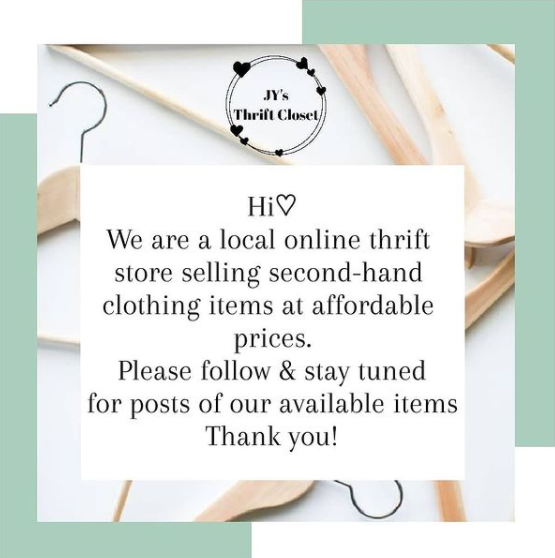 JY's
Thrift Closet
Hi♡
We are a local online thrift
store selling second-hand
clothing items at affordable
prices.
Please follow & stay tuned
for posts of our available items
Thank you!